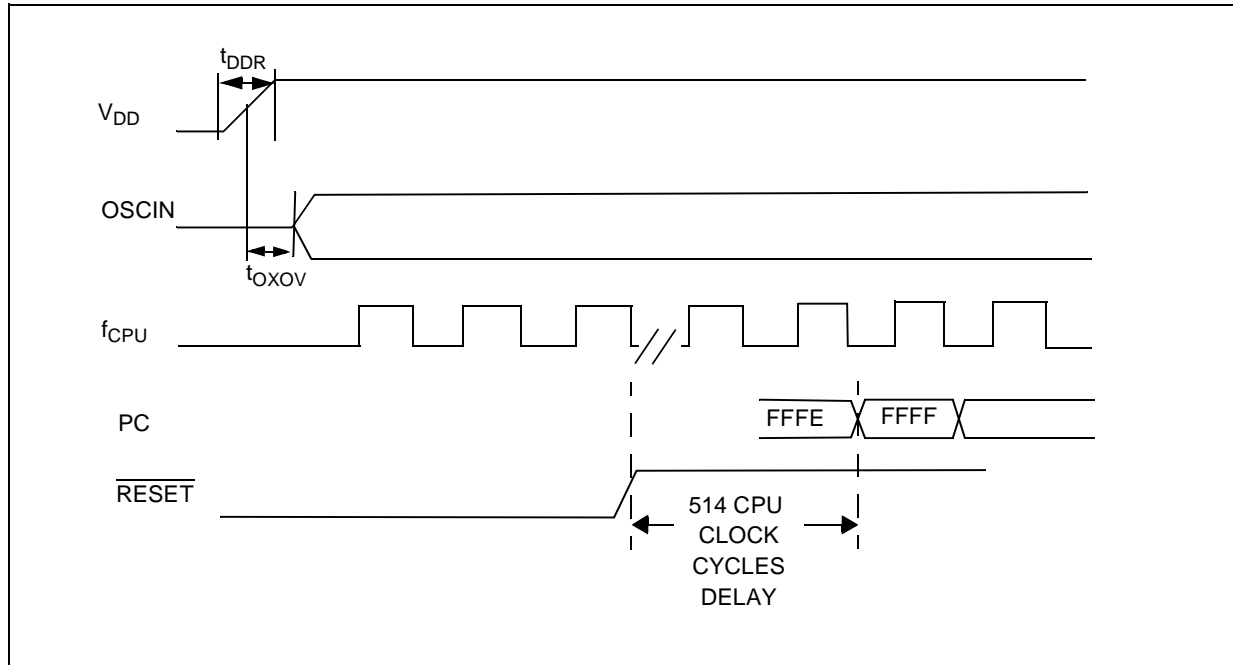 tDDR
VDD
OSCIN
tOXOV
fCPU
PC
FFFE
FFFF
RESET
514 CPU
CLOCK
CYCLES
DELAY